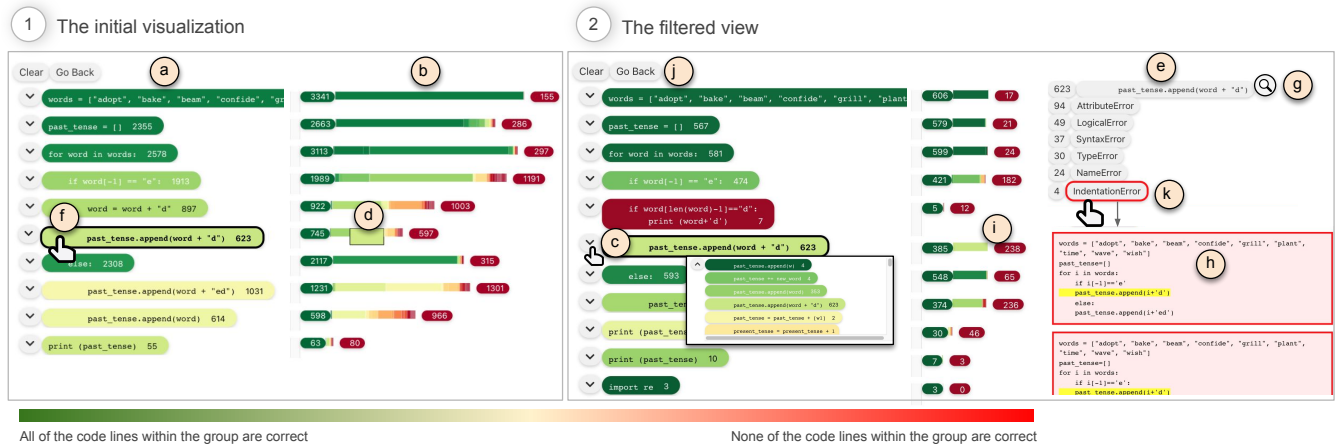 1 The initial visualization
Clear Go Back
a
b
words = ["adopt", "bake", "beam", "confide", "gr
3341 155
past_tense = [] 2355
2663 286
for word in words: 2578
3113 297
if word[-1] == "e": 1913
1989 1191
word = word + "d" 897
922 1003
f
d
past_tense.append(word + "d") 623
745 597
else: 2308
2117 315
past_tense.append(word + "ed") 1031
1231 1301
past_tense.append(word) 614
598 966
print (past_tense) 55
63 80
2 The filtered view
Clear Go Back
j
words = ["adopt", "bake", "beam", "confide", "grill", "plant
606 17
past_tense = [] 567
579 21
for word in words: 581
599 24
if word[-1] == "e": 474
421 182
if word[len(word)-1]=="d":
print (word+'d') 7
5 12
c
i
past_tense.append(word + "d") 623
385 238
past_tense.append(w) 4
past_tense += new_word 4
past_tense.append(word)
past_tense.append(word + "d") 623
past_tense = past_tense + (wl) 2
present_tense = present_tense + 1
else: 593
548 65
past_ten
374 236
print (past_tens
30 46
print (past_tense) 10
7 3
import re 3
3 0
e
623 past_tense.append(word + "d")
g
94 AttributeError
49 LogicalError
37 SyntaxError
30 TypeError
24 NameError
4 IndentationError
k
words = ["adopt", "bake", "beam", "confide", "grill", "plant",
"time", "wave", "wish"]
h
past_tense=[]
for i in words:
if i[-1]=='e'
past_tense.append(i+'d')
else:
past_tense.append(i+'ed')
words = ["adopt", "bake", "beam", "confide", "grill", "plant",
"time", "wave", "wish"]
past_tense=[]
for i in words:
if i[-1]=='e':
past_tense.append(i+'d')
All of the code lines within the group are correct
None of the code lines within the group are correct